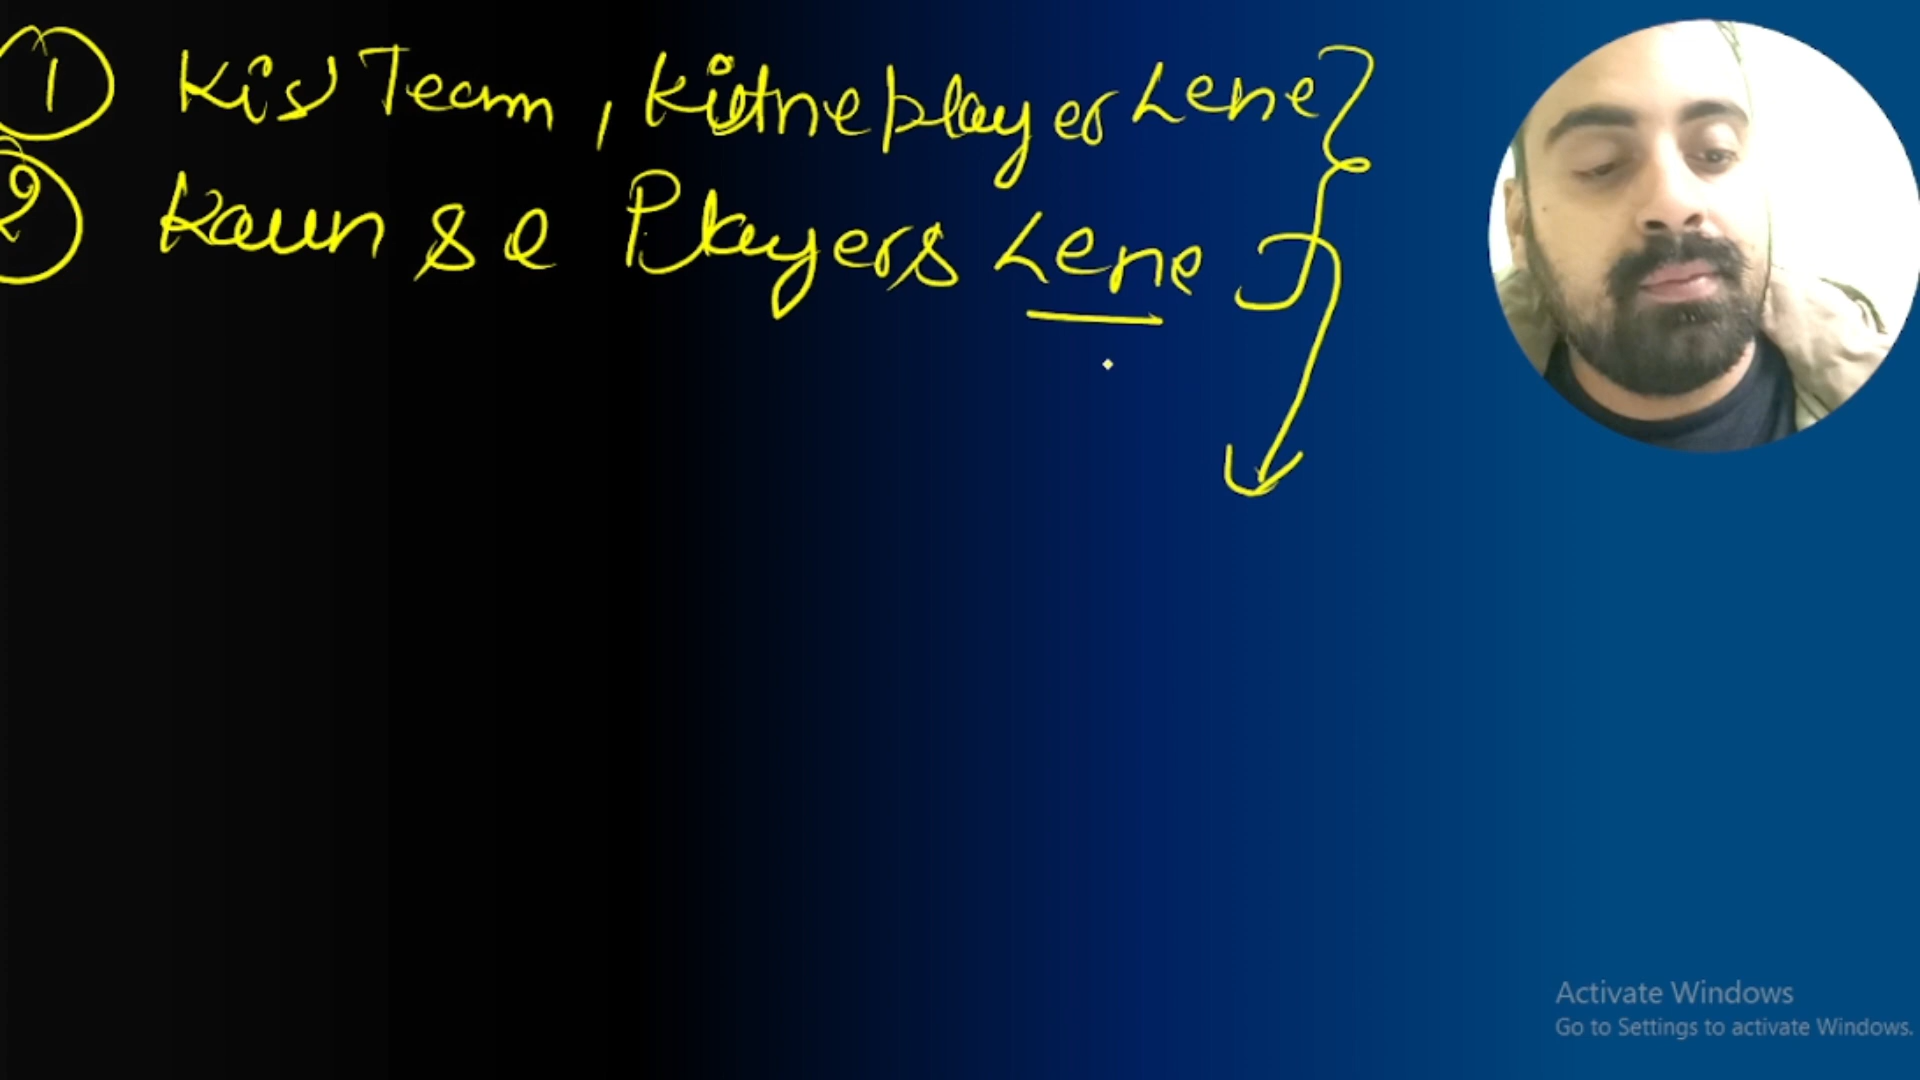 1 Kis Team, Kitne player Lene
2 Kaun se Players Lene
Activate Windows
Go to Settings to activate Windows.